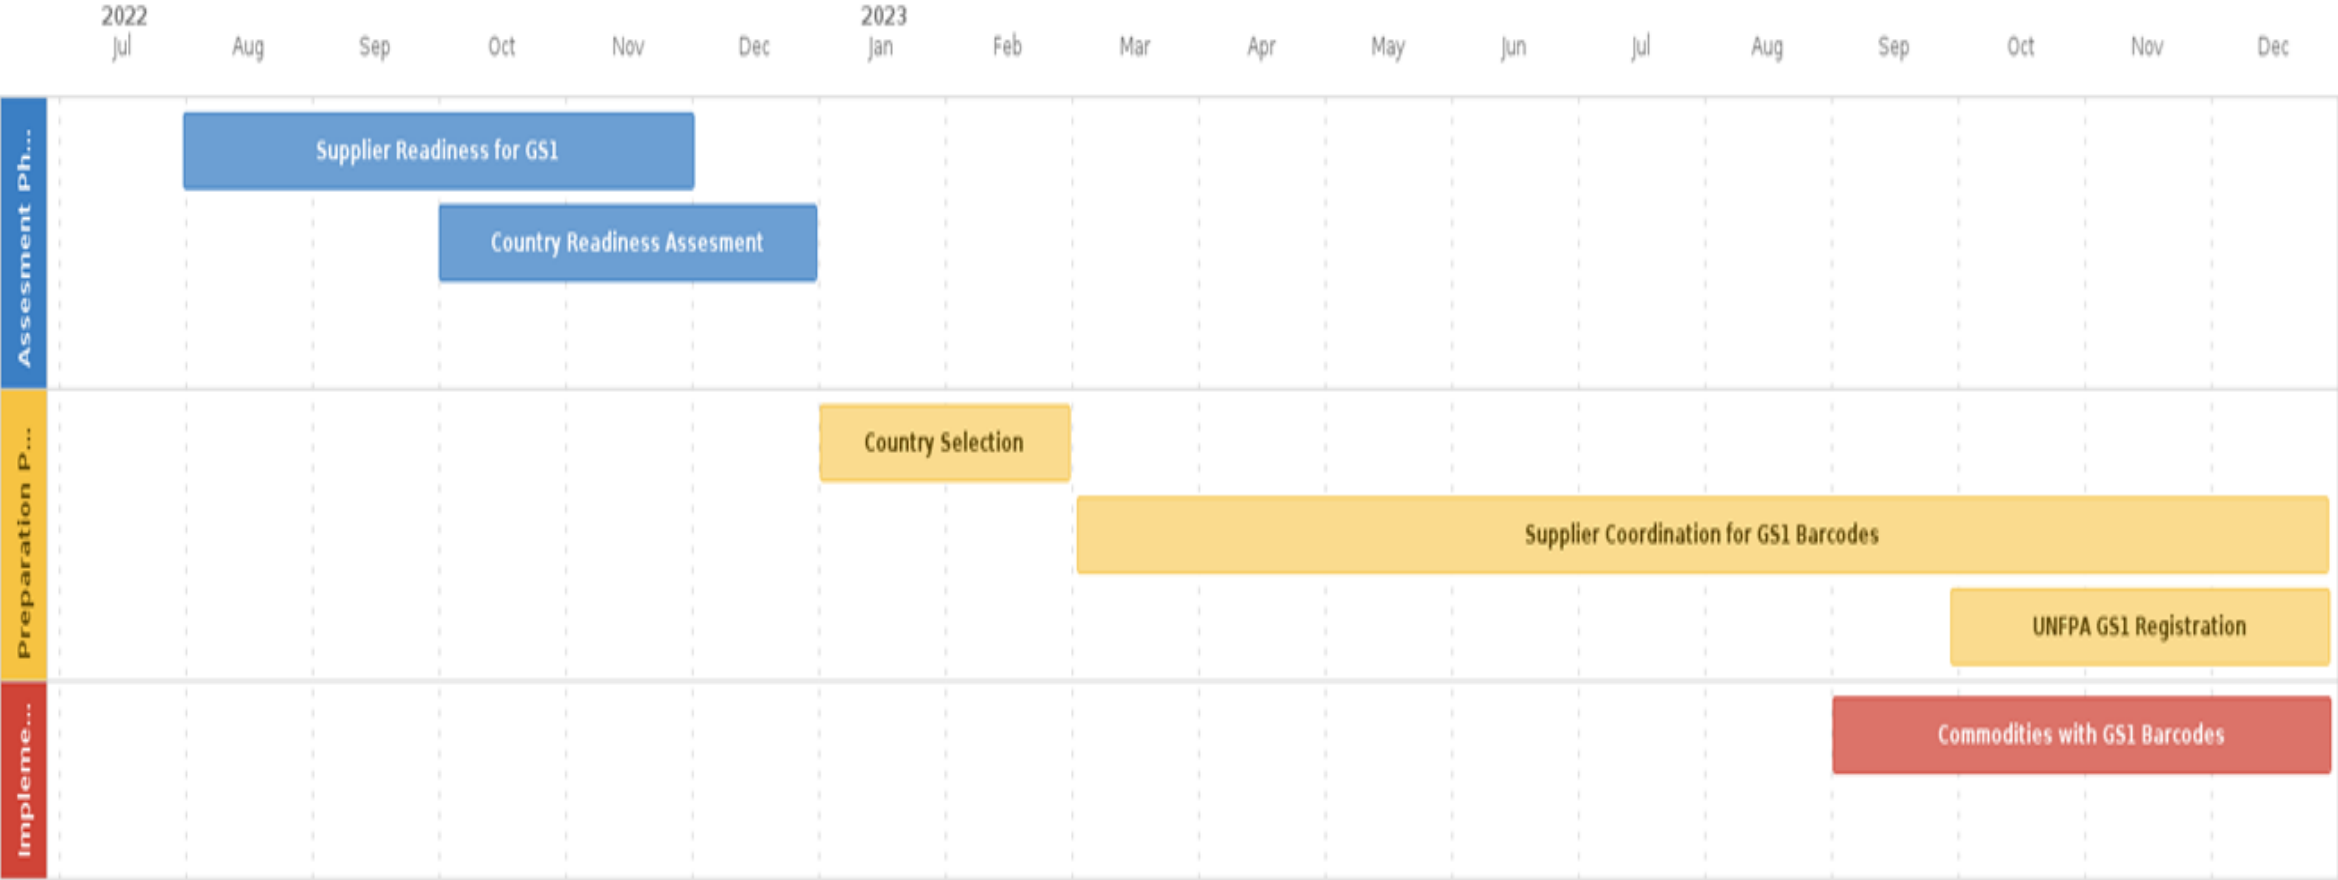 2022 2023
Jul Aug Sep Oct Nov Dec Jan Feb Mar Apr May Jun Jul Aug Sep Oct Nov Dec
Assesment Ph...
Supplier Readiness for GS1
Country Readiness Assesment
Preparation P...
Country Selection
Supplier Coordination for GS1 Barcodes
UNFPA GS1 Registration
Impleme...
Commodities with GS1 Barcodes